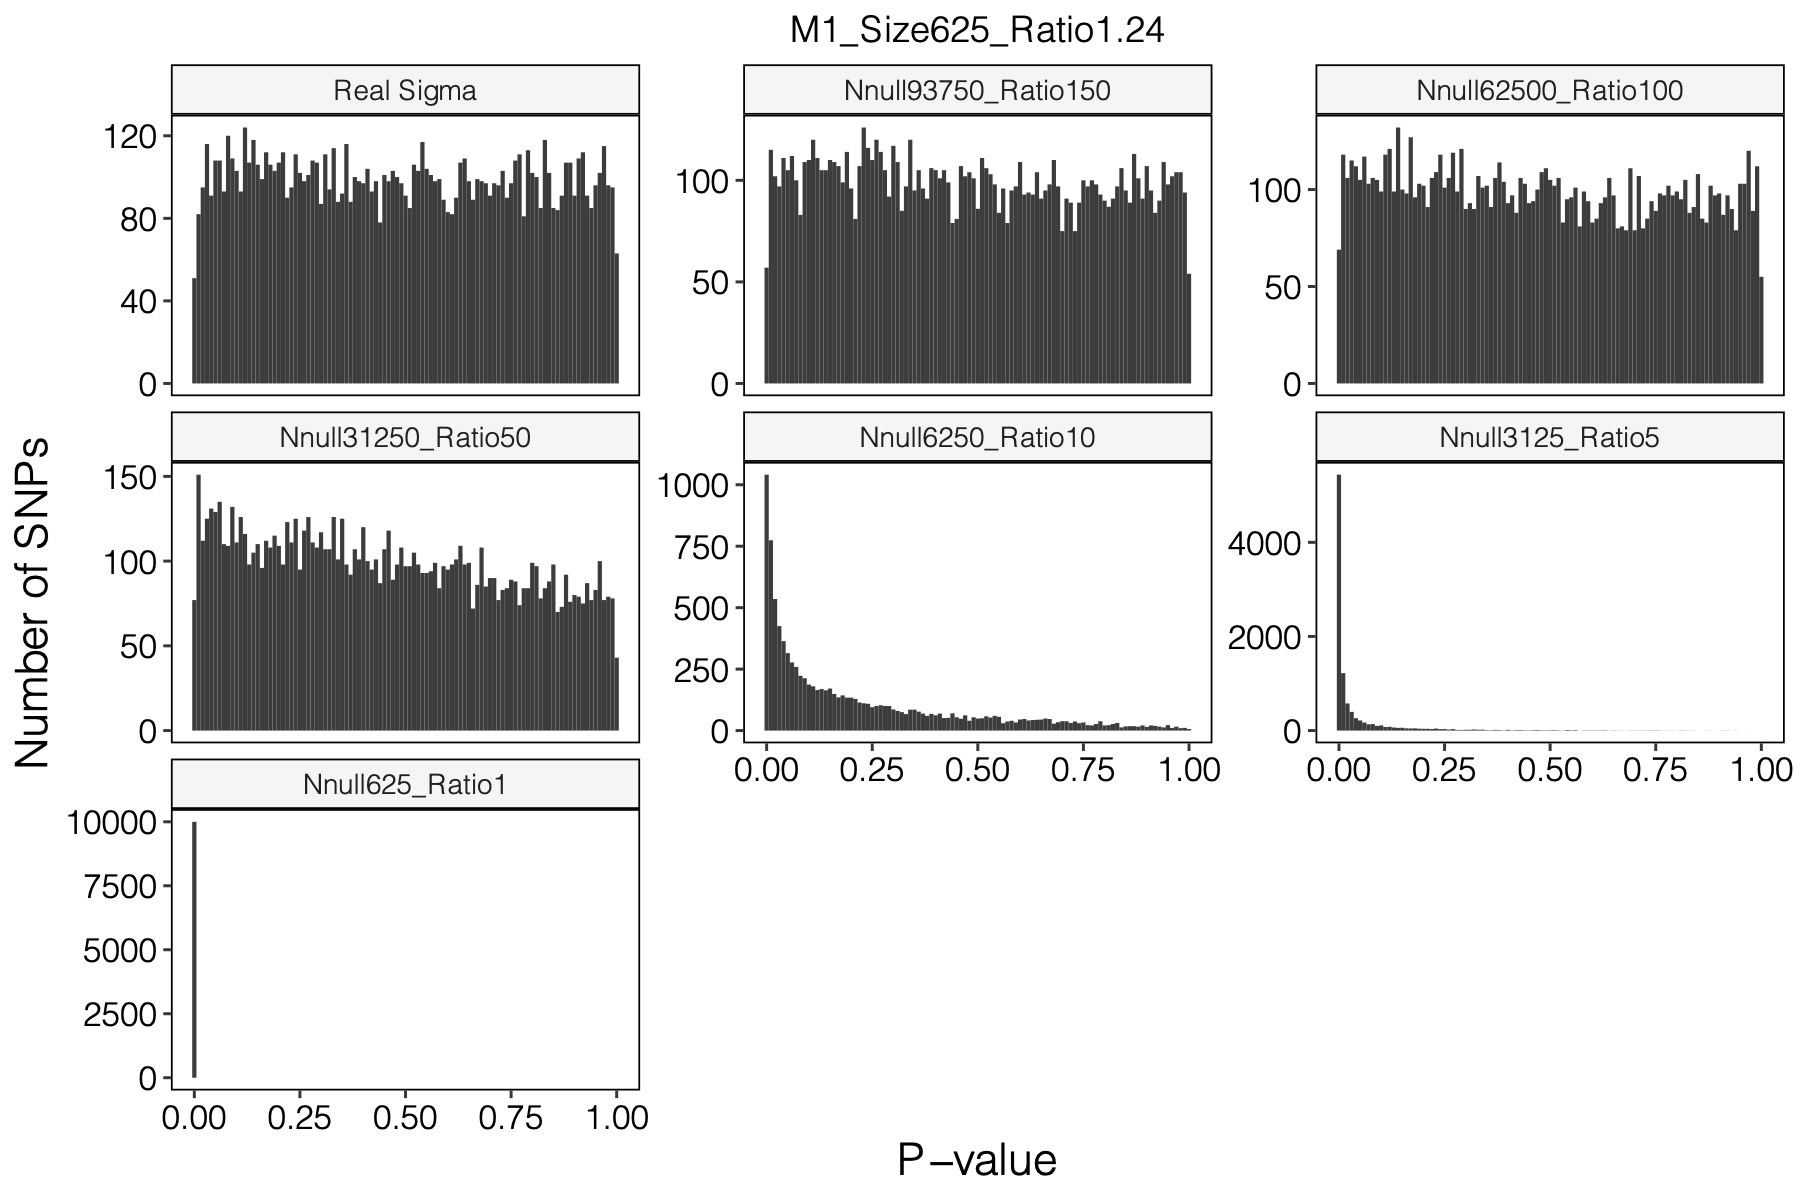 M1_Size625_Ratio1.24
Real Sigma
Nnull93750_Ratio150
Nnull62500_Ratio100
120
80
40
0
100
50
0
100
50
0
Nnull31250_Ratio50
Nnull6250_Ratio10
Nnull3125_Ratio5
150
100
50
0
1000
750
500
250
0
4000
2000
0
0.00 0.25 0.50 0.75 1.00
0.00 0.25 0.50 0.75 1.00
Nnull625_Ratio1
10000
7500
5000
2500
0
0.00 0.25 0.50 0.75 1.00
Number of SNPs
P−value